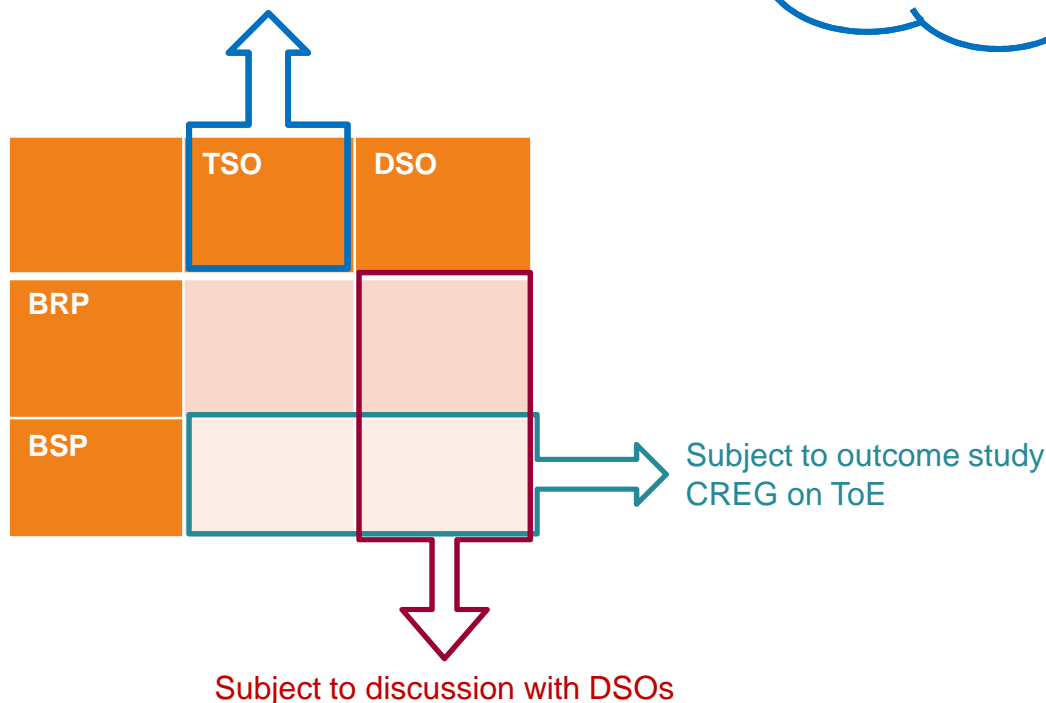 TSO
DSO
BRP
BSP
Subject to outcome study
CREG on ToE
Subject to discussion with DSOs